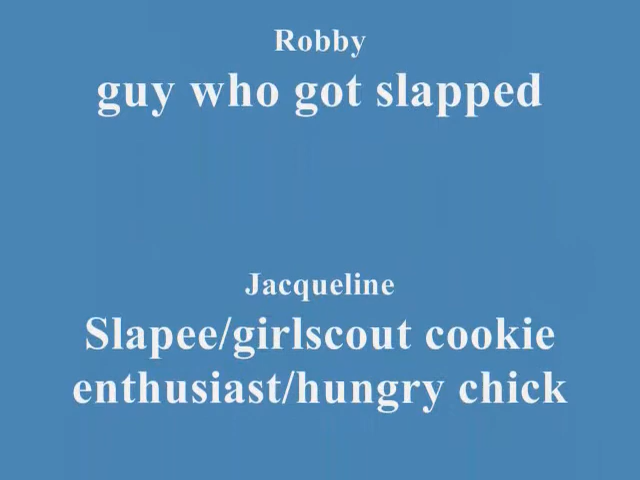 Robby
guy who got slapped
Jacqueline
Slapee/girlscout cookie
enthusiast/hungry chick